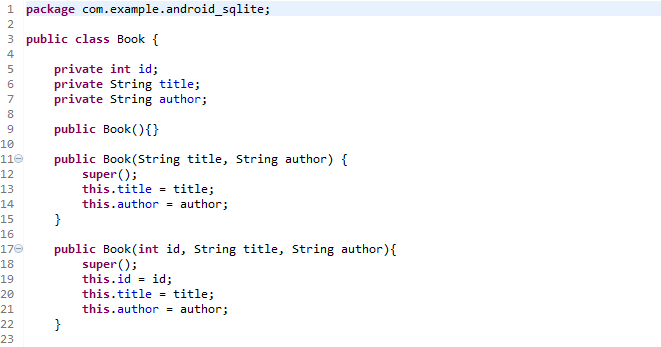 1 package com.example.android_sqlite;
2
3 public class Book {
4
5     private int id;
6     private String title;
7     private String author;
8
9     public Book(){}
10
11     public Book(String title, String author) {
12         super();
13         this.title = title;
14         this.author = author;
15     }
16
17     public Book(int id, String title, String author){
18         super();
19         this.id = id;
20         this.title = title;
21         this.author = author;
22     }
23